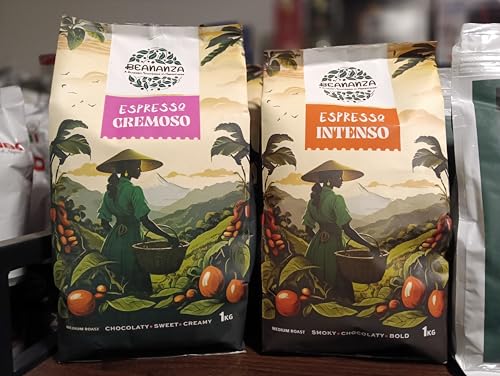 BEANANZA
ESPRESSO
CREMOSO
MEDIUM ROAST
CHOCOLATY • SWEET • CREAMY
1KG
BEANANZA
ESPRESSO
INTENSO
MEDIUM ROAST
SMOKY • CHOCOLATY • BOLD
1KG